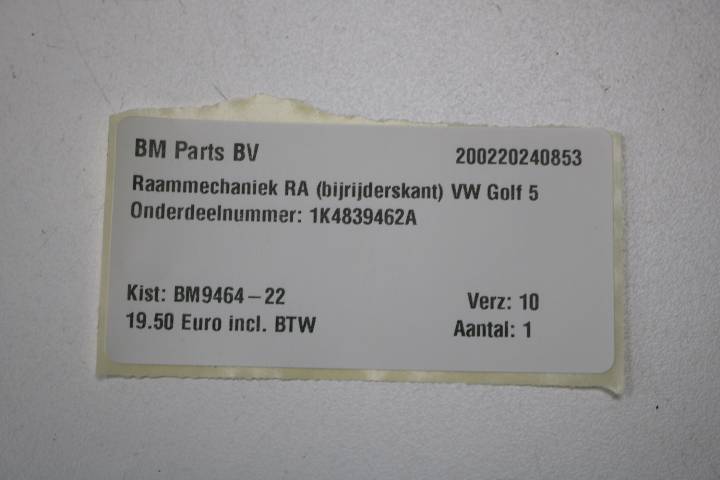 BM Parts BV 200220240853
Raammechaniek RA (bijrijderskant) VW Golf 5
Onderdeelnummer: 1K4839462A
Kist: BM9464-22 Verz: 10
19.50 Euro incl. BTW Aantal: 1